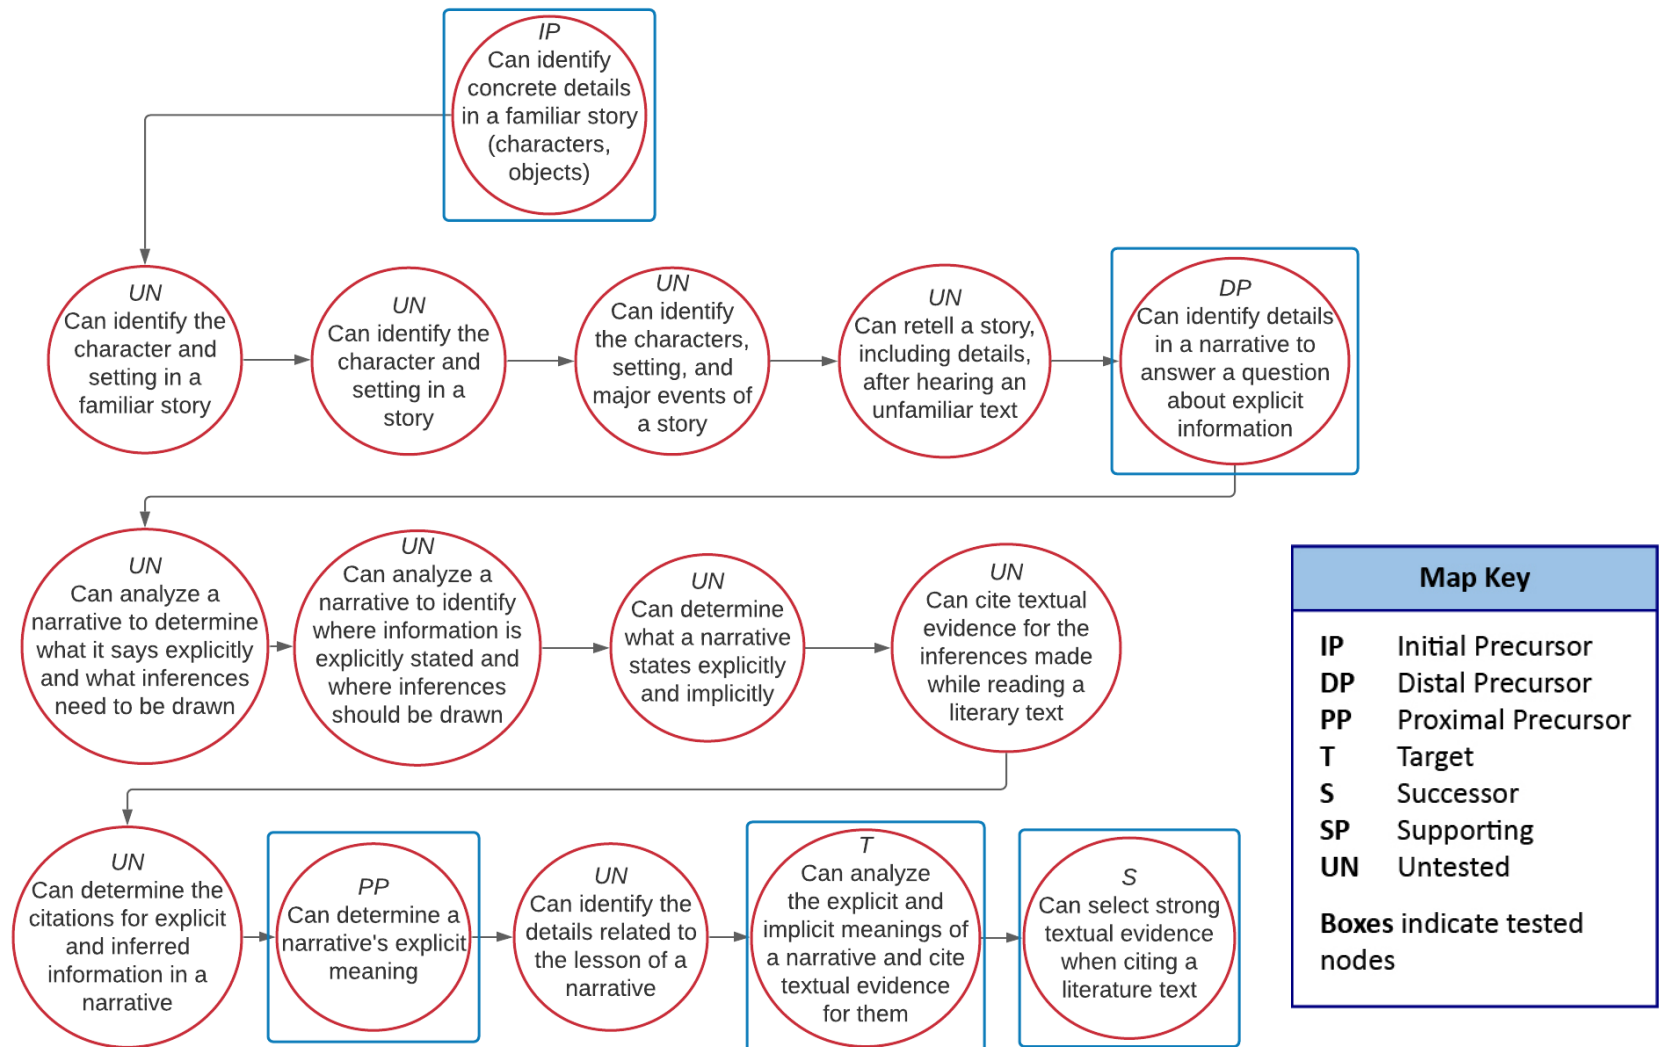 IP
Can identify
concrete details
in a familiar story
(characters,
objects)
UN
Can identify the
character and
setting in a
familiar story
UN
Can identify the
character and
setting in a
story
UN
Can identify
the characters,
setting, and
major events of
a story
UN
Can retell a story,
including details,
after hearing an
unfamiliar text
DP
Can identify details
in a narrative to
answer a question
about explicit
information
UN
Can analyze a
narrative to determine
what it says explicitly
and what inferences
need to be drawn
UN
Can analyze a
narrative to identify
where information is
explicitly stated and
where inferences
should be drawn
UN
Can determine
what a narrative
states explicitly
and implicitly
UN
Can cite textual
evidence for the
inferences made
while reading a
literary text
UN
Can determine the
citations for explicit
and inferred
information in a
narrative
PP
Can determine a
narrative's explicit
meaning
UN
Can identify the
details related to
the lesson of a
narrative
T
Can analyze
the explicit and
implicit meanings of
a narrative and cite
textual evidence
for them
S
Can select strong
textual evidence
when citing a
literature text
Map Key
IP Initial Precursor
DP Distal Precursor
PP Proximal Precursor
T Target
S Successor
SP Supporting
UN Untested
Boxes indicate tested
nodes